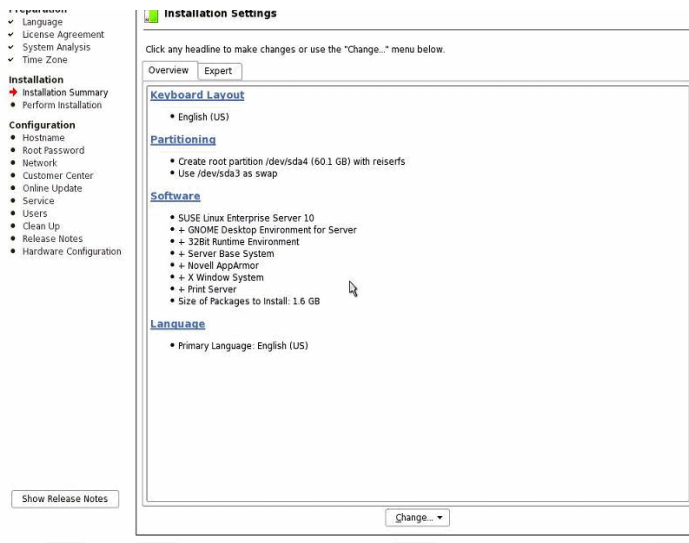 Preparation
Language
License Agreement
System Analysis
Time Zone
Installation
Installation Summary
Perform Installation
Configuration
Hostname
Root Password
Network
Customer Center
Online Update
Service
Users
Clean Up
Release Notes
Hardware Configuration
Show Release Notes
Installation Settings
Click any headline to make changes or use the "Change..." menu below.
Overview
Expert
Keyboard Layout
English (US)
Partitioning
Create root partition /dev/sda4 (60.1 GB) with reiserfs
Use /dev/sda3 as swap
Software
SUSE Linux Enterprise Server 10
+ GNOME Desktop Environment for Server
+ 32Bit Runtime Environment
+ Server Base System
+ Novell AppArmor
+ X Window System
+ Print Server
Size of Packages to Install: 1.6 GB
Language
Primary Language: English (US)
Change...